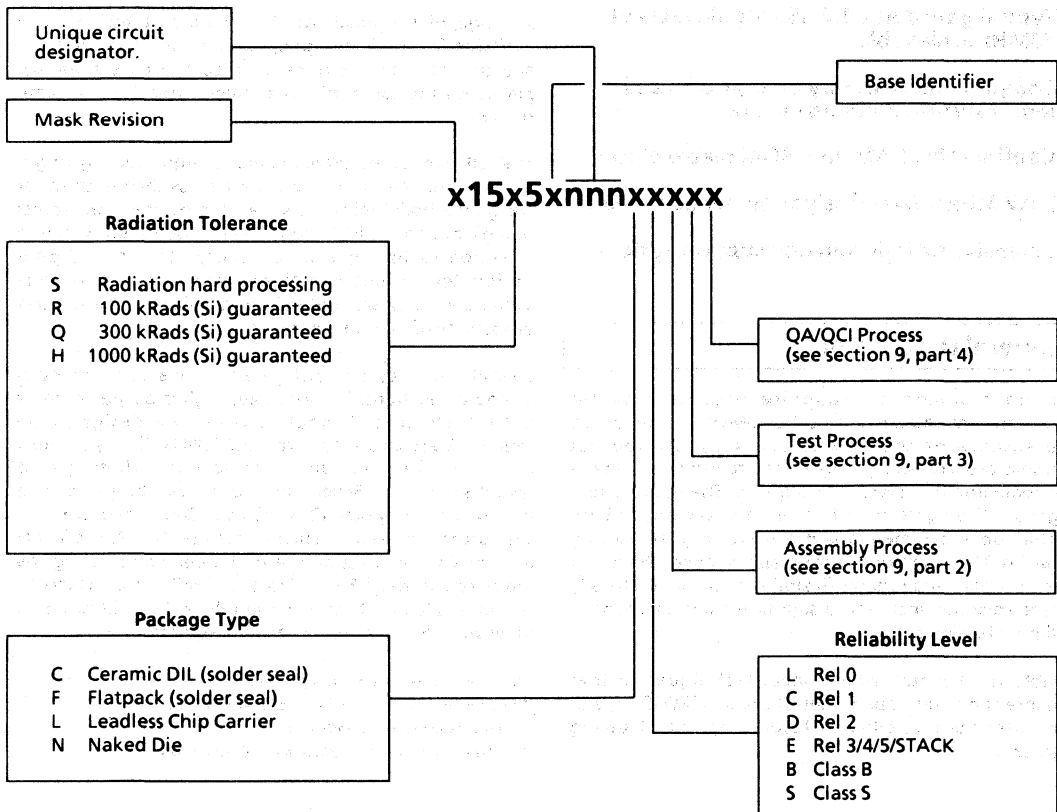 Unique circuit
designator.
Base Identifier
Mask Revision
x15x5xnnnxxxxx
Radiation Tolerance
S Radiation hard processing
R 100 kRads (Si) guaranteed
Q 300 kRads (Si) guaranteed
H 1000 kRads (Si) guaranteed
QA/QCI Process
(see section 9, part 4)
Test Process
(see section 9, part 3)
Assembly Process
(see section 9, part 2)
Package Type
C Ceramic DIL (solder seal)
F Flatpack (solder seal)
L Leadless Chip Carrier
N Naked Die
Reliability Level
L Rel 0
C Rel 1
D Rel 2
E Rel 3/4/5/STACK
B Class B
S Class S